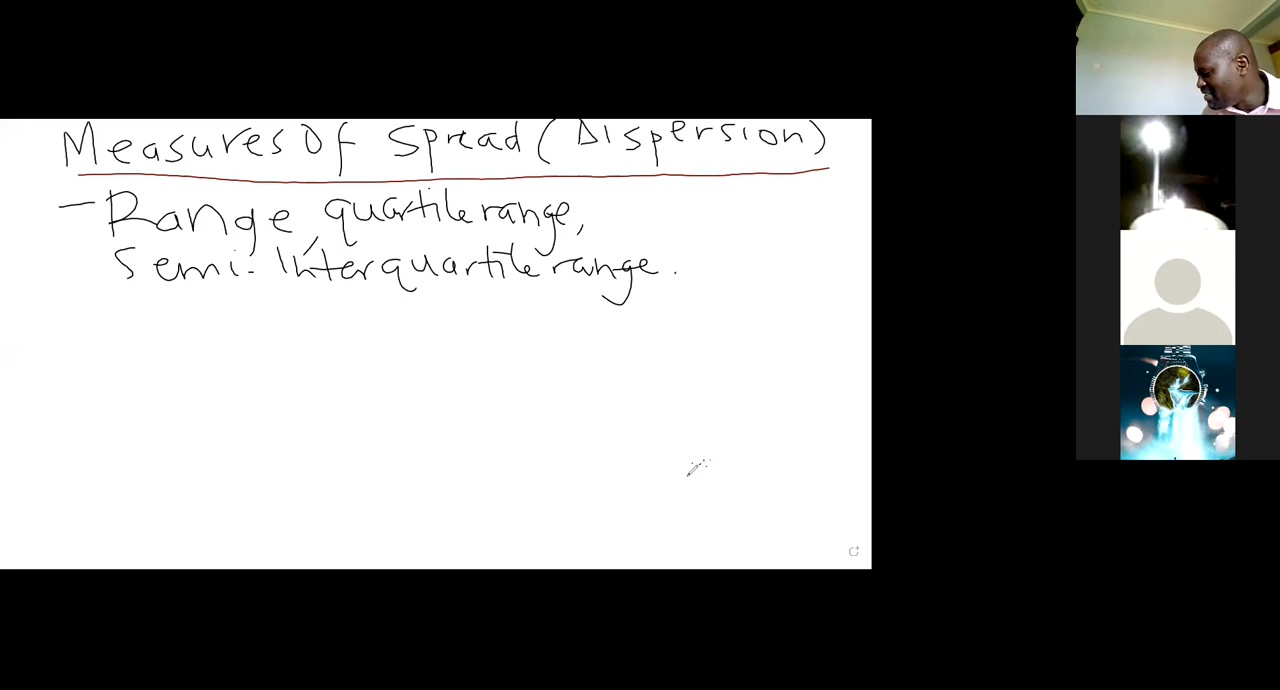 Measures Of Spread (Dispersion)
- Range, quartile range,
Semi-Interquartile range.